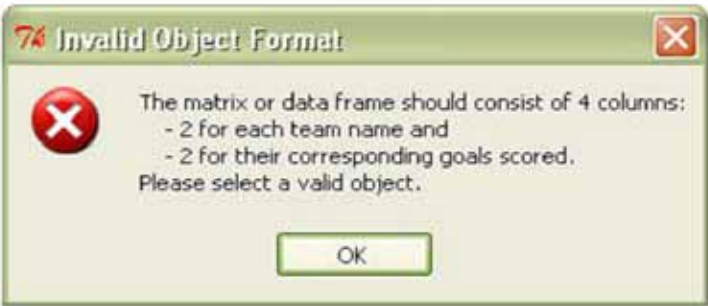 Invalid Object Format
The matrix or data frame should consist of 4 columns:
- 2 for each team name and
- 2 for their corresponding goals scored.
Please select a valid object.
OK